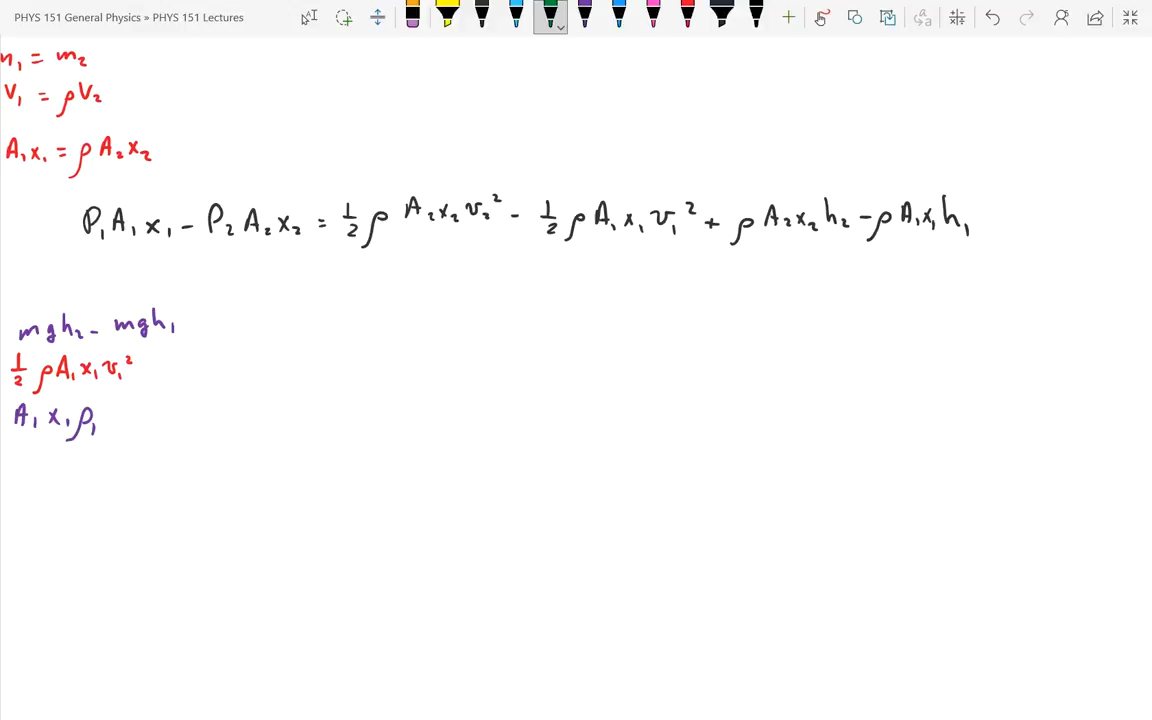 PHYS 151 General Physics » PHYS 151 Lectures
m₁ = m₂
V₁ = ρV₂
A₁x₁ = ρA₂x₂
P₁A₁x₁ - P₂A₂x₂ = ½ρA₂x₂v₂² - ½ρA₁x₁v₁² + ρA₂x₂h₂ - ρA₁x₁h₁
mgh₂ - mgh₁
½ρA₁x₁v₁²
A₁x₁ρ₁